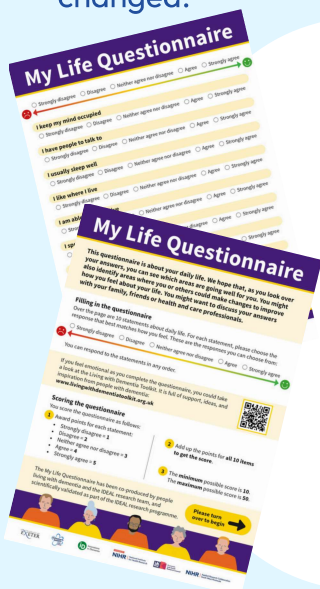 changed.
My Life Questionnaire
Strongly disagree Disagree Neither agree nor disagree Agree Strongly agree
I keep my mind occupied
Strongly disagree Disagree Neither agree nor disagree Agree Strongly agree
I have people to talk to
Strongly disagree Disagree Neither agree nor disagree Agree Strongly agree
I usually sleep well
Strongly disagree Disagree Neither agree nor disagree Agree Strongly agree
I like where I live
Strongly disagree Disagree Neither agree nor disagree Agree Strongly agree
I am able
Neither agree nor disagree Agree Strongly agree
Strongly agree
My Life Questionnaire
This questionnaire is about your daily life. We hope that, as you look over
your answers, you can see which areas are going well for you. You might
also identify areas where you or others could make changes to improve
how you feel about your life. You might want to discuss your answers
with your family, friends or health and care professionals.
Filling in the questionnaire
Over the page are 10 statements about daily life. For each statement, please choose the
response that best matches how you feel. These are the responses you can choose from:
Strongly disagree Disagree Neither agree nor disagree Agree Strongly agree
You can respond to the statements in any order.
If you feel emotional as you complete the questionnaire, you could take
a look at the Living with Dementia Toolkit. It is full of support, ideas, and
inspiration from people with dementia:
www.livingwithdementiatoolkit.org.uk
Scoring the questionnaire
You score the questionnaire as follows:
1 Award points for each statement:
• Strongly disagree = 1
• Disagree = 2
• Neither agree nor disagree = 3
• Agree = 4
• Strongly agree = 5
2 Add up the points for all 10 items
to get the score.
3 The minimum possible score is 10.
The maximum possible score is 50.
The My Life Questionnaire has been co-produced by people
living with dementia and the IDEAL research team, and
scientifically validated as part of the IDEAL research programme.
Please turn
over to begin
EXETER
NIHR
NIHR